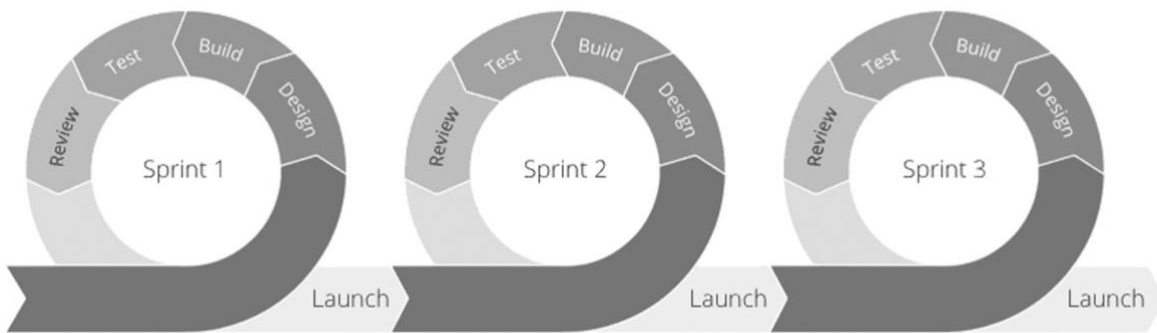 Test
Build
Design
Review
Sprint 1
Launch
Test
Build
Design
Review
Sprint 2
Launch
Test
Build
Design
Review
Sprint 3
Launch